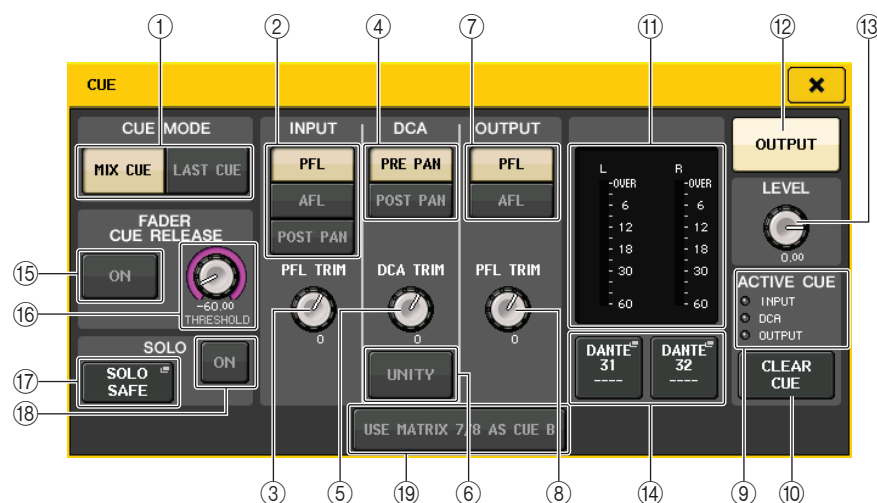 ① ② ④ ⑦ ⑪ ⑫ ⑬
CUE
CUE MODE
MIX CUE
LAST CUE
FADER
CUE RELEASE
ON
-60.00
THRESHOLD
SOLO
SOLO
SAFE
ON
INPUT
PFL
AFL
POST PAN
PFL TRIM
0
DCA
PRE PAN
POST PAN
DCA TRIM
0
UNITY
OUTPUT
PFL
AFL
PFL TRIM
0
USE MATRIX 7/8 AS CUE B
L R
-OVER -OVER
- 6 - 6
- 12 - 12
- 18 - 18
- 30 - 30
- 60 - 60
DANTE
31
----
DANTE
32
----
OUTPUT
LEVEL
0.00
ACTIVE CUE
INPUT
DCA
OUTPUT
CLEAR
CUE
⑮
⑯
⑰
⑱
③ ⑤ ⑲ ⑥ ⑧ ⑭ ⑨ ⑩